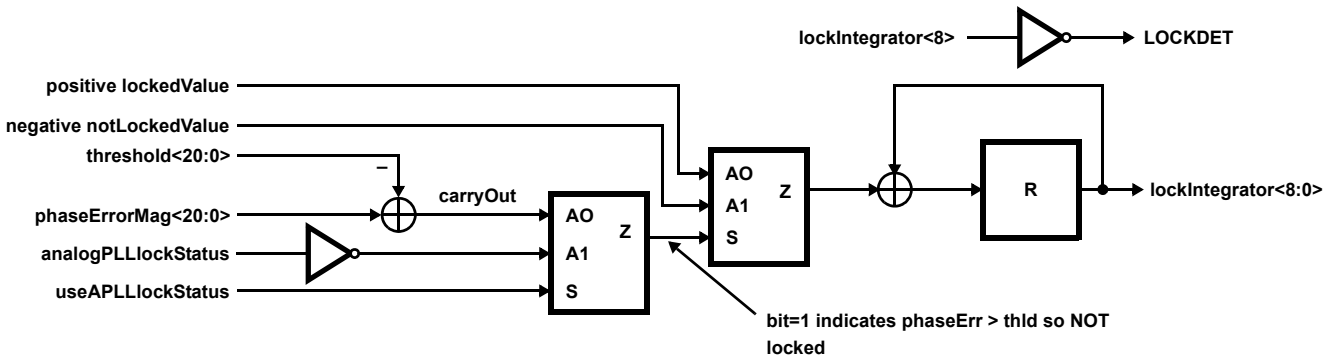 lockIntegrator<8>
LOCKDET
positive lockedValue
negative notLockedValue
threshold<20:0>
–
carryOut
phaseErrorMag<20:0>
analogPLLlockStatus
useAPLLlockStatus
AO
A1
S
Z
AO
A1
S
Z
R
lockIntegrator<8:0>
bit=1 indicates phaseErr > thld so NOT
locked